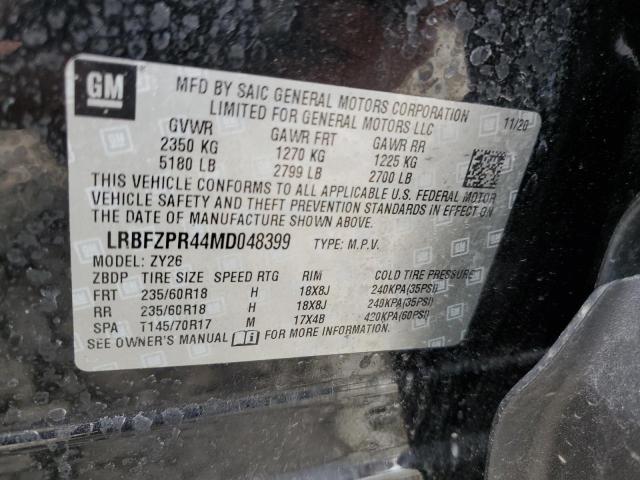 GM
MFD BY SAIC GENERAL MOTORS CORPORATION
LIMITED FOR GENERAL MOTORS LLC
11/20
GVWR GAWR FRT GAWR RR
2350 KG 1270 KG 1225 KG
5180 LB 2799 LB 2700 LB
THIS VEHICLE CONFORMS TO ALL APPLICABLE U.S. FEDERAL MOTOR
VEHICLE SAFETY, BUMPER, AND THEFT PREVENTION STANDARDS IN EFFECT ON
THE DATE OF MANUFACTURE SHOWN ABOVE.
LRBFZPR44MD048399 TYPE: M.P.V.
MODEL: ZY26
ZBDP TIRE SIZE SPEED RTG RIM COLD TIRE PRESSURE
FRT 235/60R18 H 18X8J 240KPA(35PSI)
RR 235/60R18 H 18X8J 240KPA(35PSI)
SPA T145/70R17 M 17X4B 420KPA(60PSI)
SEE OWNER'S MANUAL FOR MORE INFORMATION.